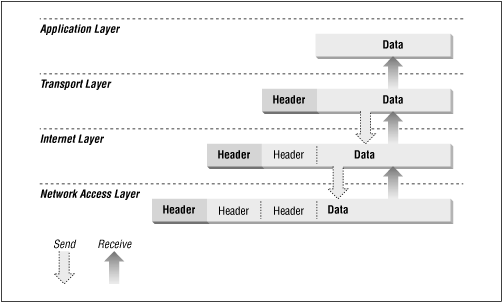 Application Layer
Data
Transport Layer
Header Data
Internet Layer
Header Header Data
Network Access Layer
Header Header Header Data
Send Receive